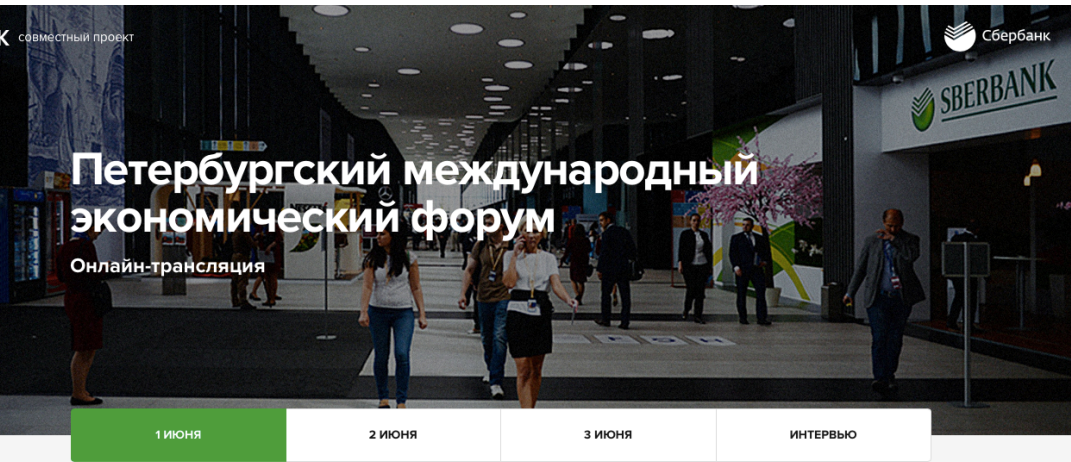 К совместный проект
Сбербанк
SBERBANK
Петербургский международный
экономический форум
Онлайн-трансляция
1 ИЮНЯ
2 ИЮНЯ
3 ИЮНЯ
ИНТЕРВЬЮ